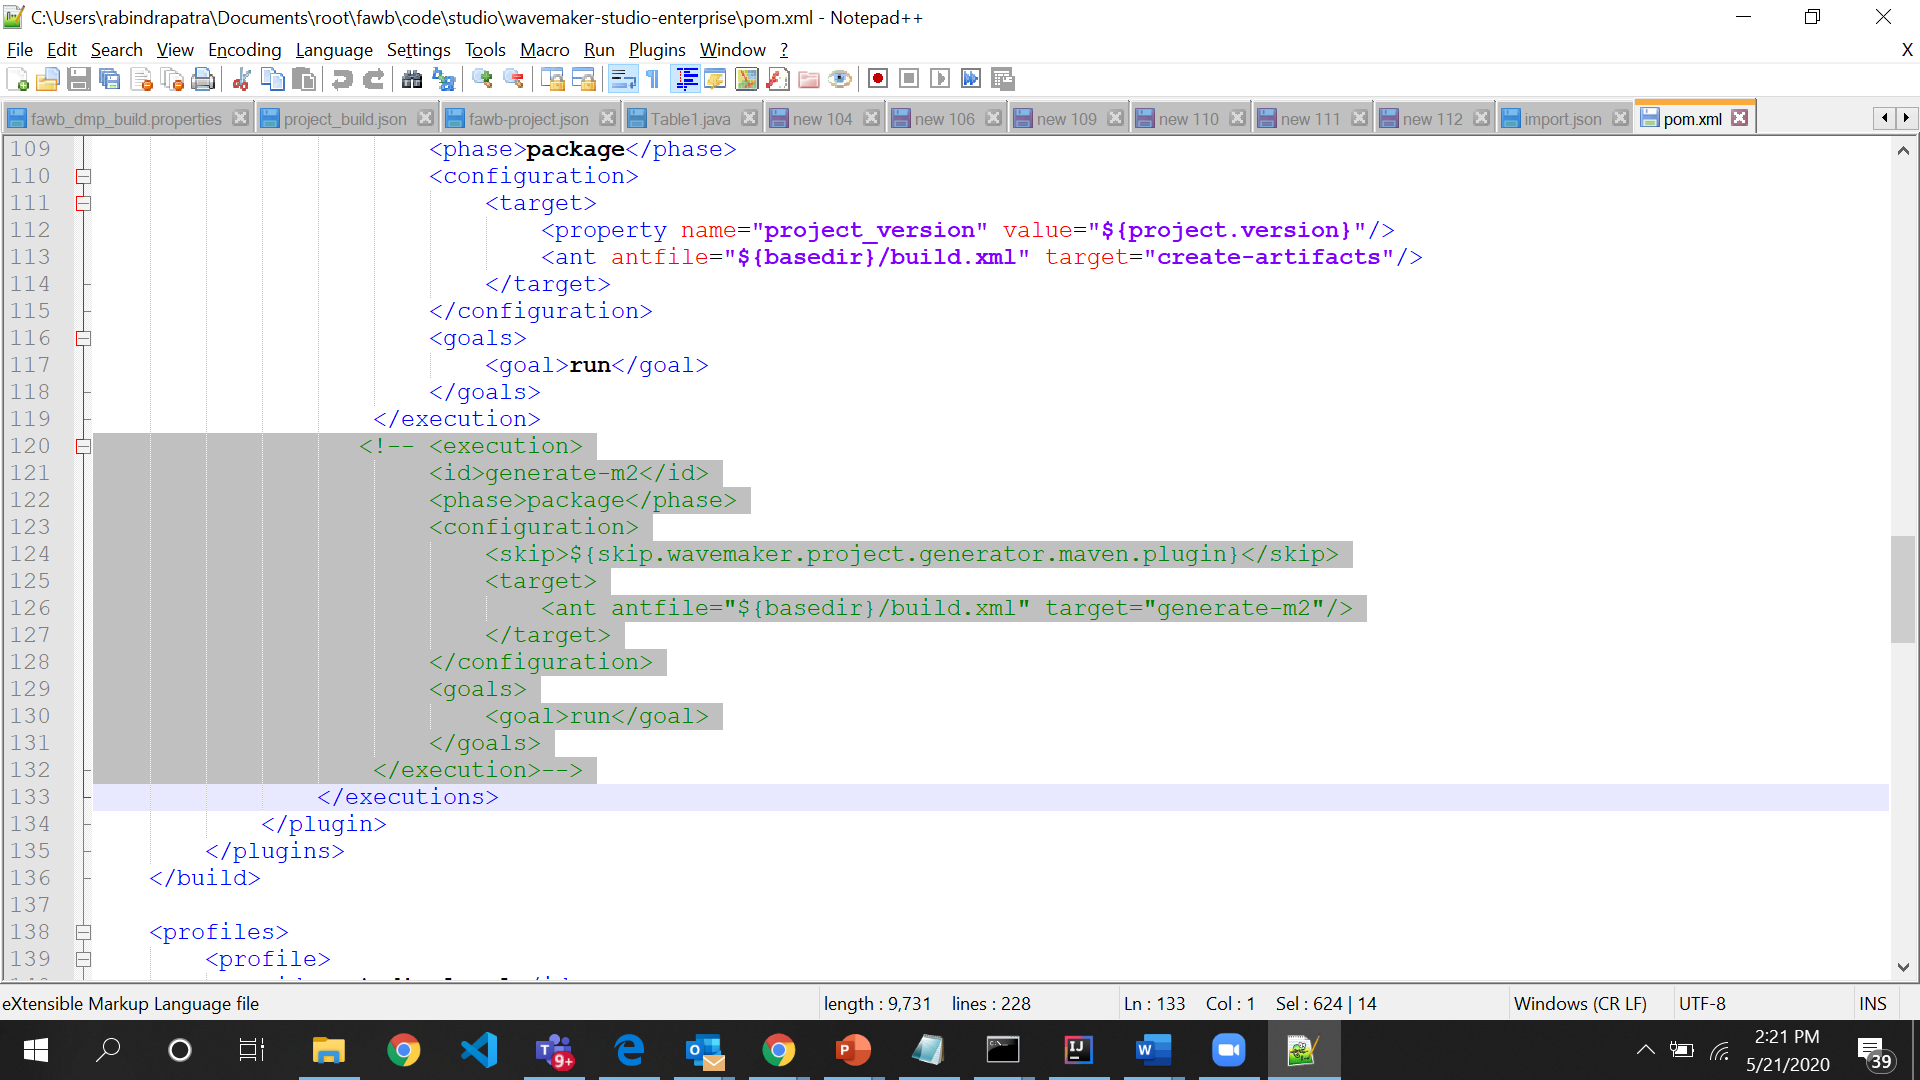 C:\Users\rabindrapatra\Documents\root\fawb\code\studio\wavemaker-studio-enterprise\pom.xml - Notepad++
File Edit Search View Encoding Language Settings Tools Macro Run Plugins Window ? X
fawb_dmp_build.properties project_build.json fawb-project.json Table1.java new 104 new 106 new 109 new 110 new 111 new 112 import.json pom.xml
109 <phase>package</phase>
110 <configuration>
111 <target>
112 <property name="project_version" value="${project.version}"/>
113 <ant antfile="${basedir}/build.xml" target="create-artifacts"/>
114 </target>
115 </configuration>
116 <goals>
117 <goal>run</goal>
118 </goals>
119 </execution>
120 <!-- <execution>
121 <id>generate-m2</id>
122 <phase>package</phase>
123 <configuration>
124 <skip>${skip.wavemaker.project.generator.maven.plugin}</skip>
125 <target>
126 <ant antfile="${basedir}/build.xml" target="generate-m2"/>
127 </target>
128 </configuration>
129 <goals>
130 <goal>run</goal>
131 </goals>
132 </execution>-->
133 </executions>
134 </plugin>
135 </plugins>
136 </build>
137
138 <profiles>
139 <profile>
eXtensible Markup Language file length : 9,731 lines : 228 Ln : 133 Col : 1 Sel : 624 | 14 Windows (CR LF) UTF-8 INS
9+
2:21 PM
5/21/2020
39